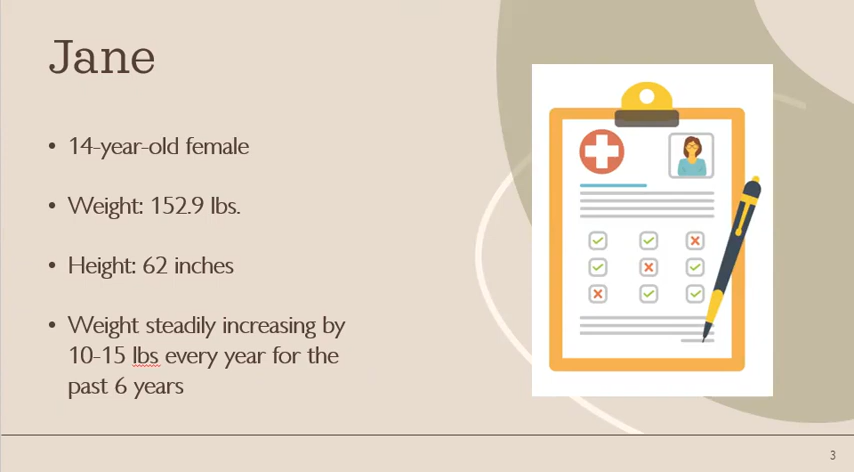 Jane
• 14-year-old female
• Weight: 152.9 lbs.
• Height: 62 inches
• Weight steadily increasing by
10-15 lbs every year for the
past 6 years
3